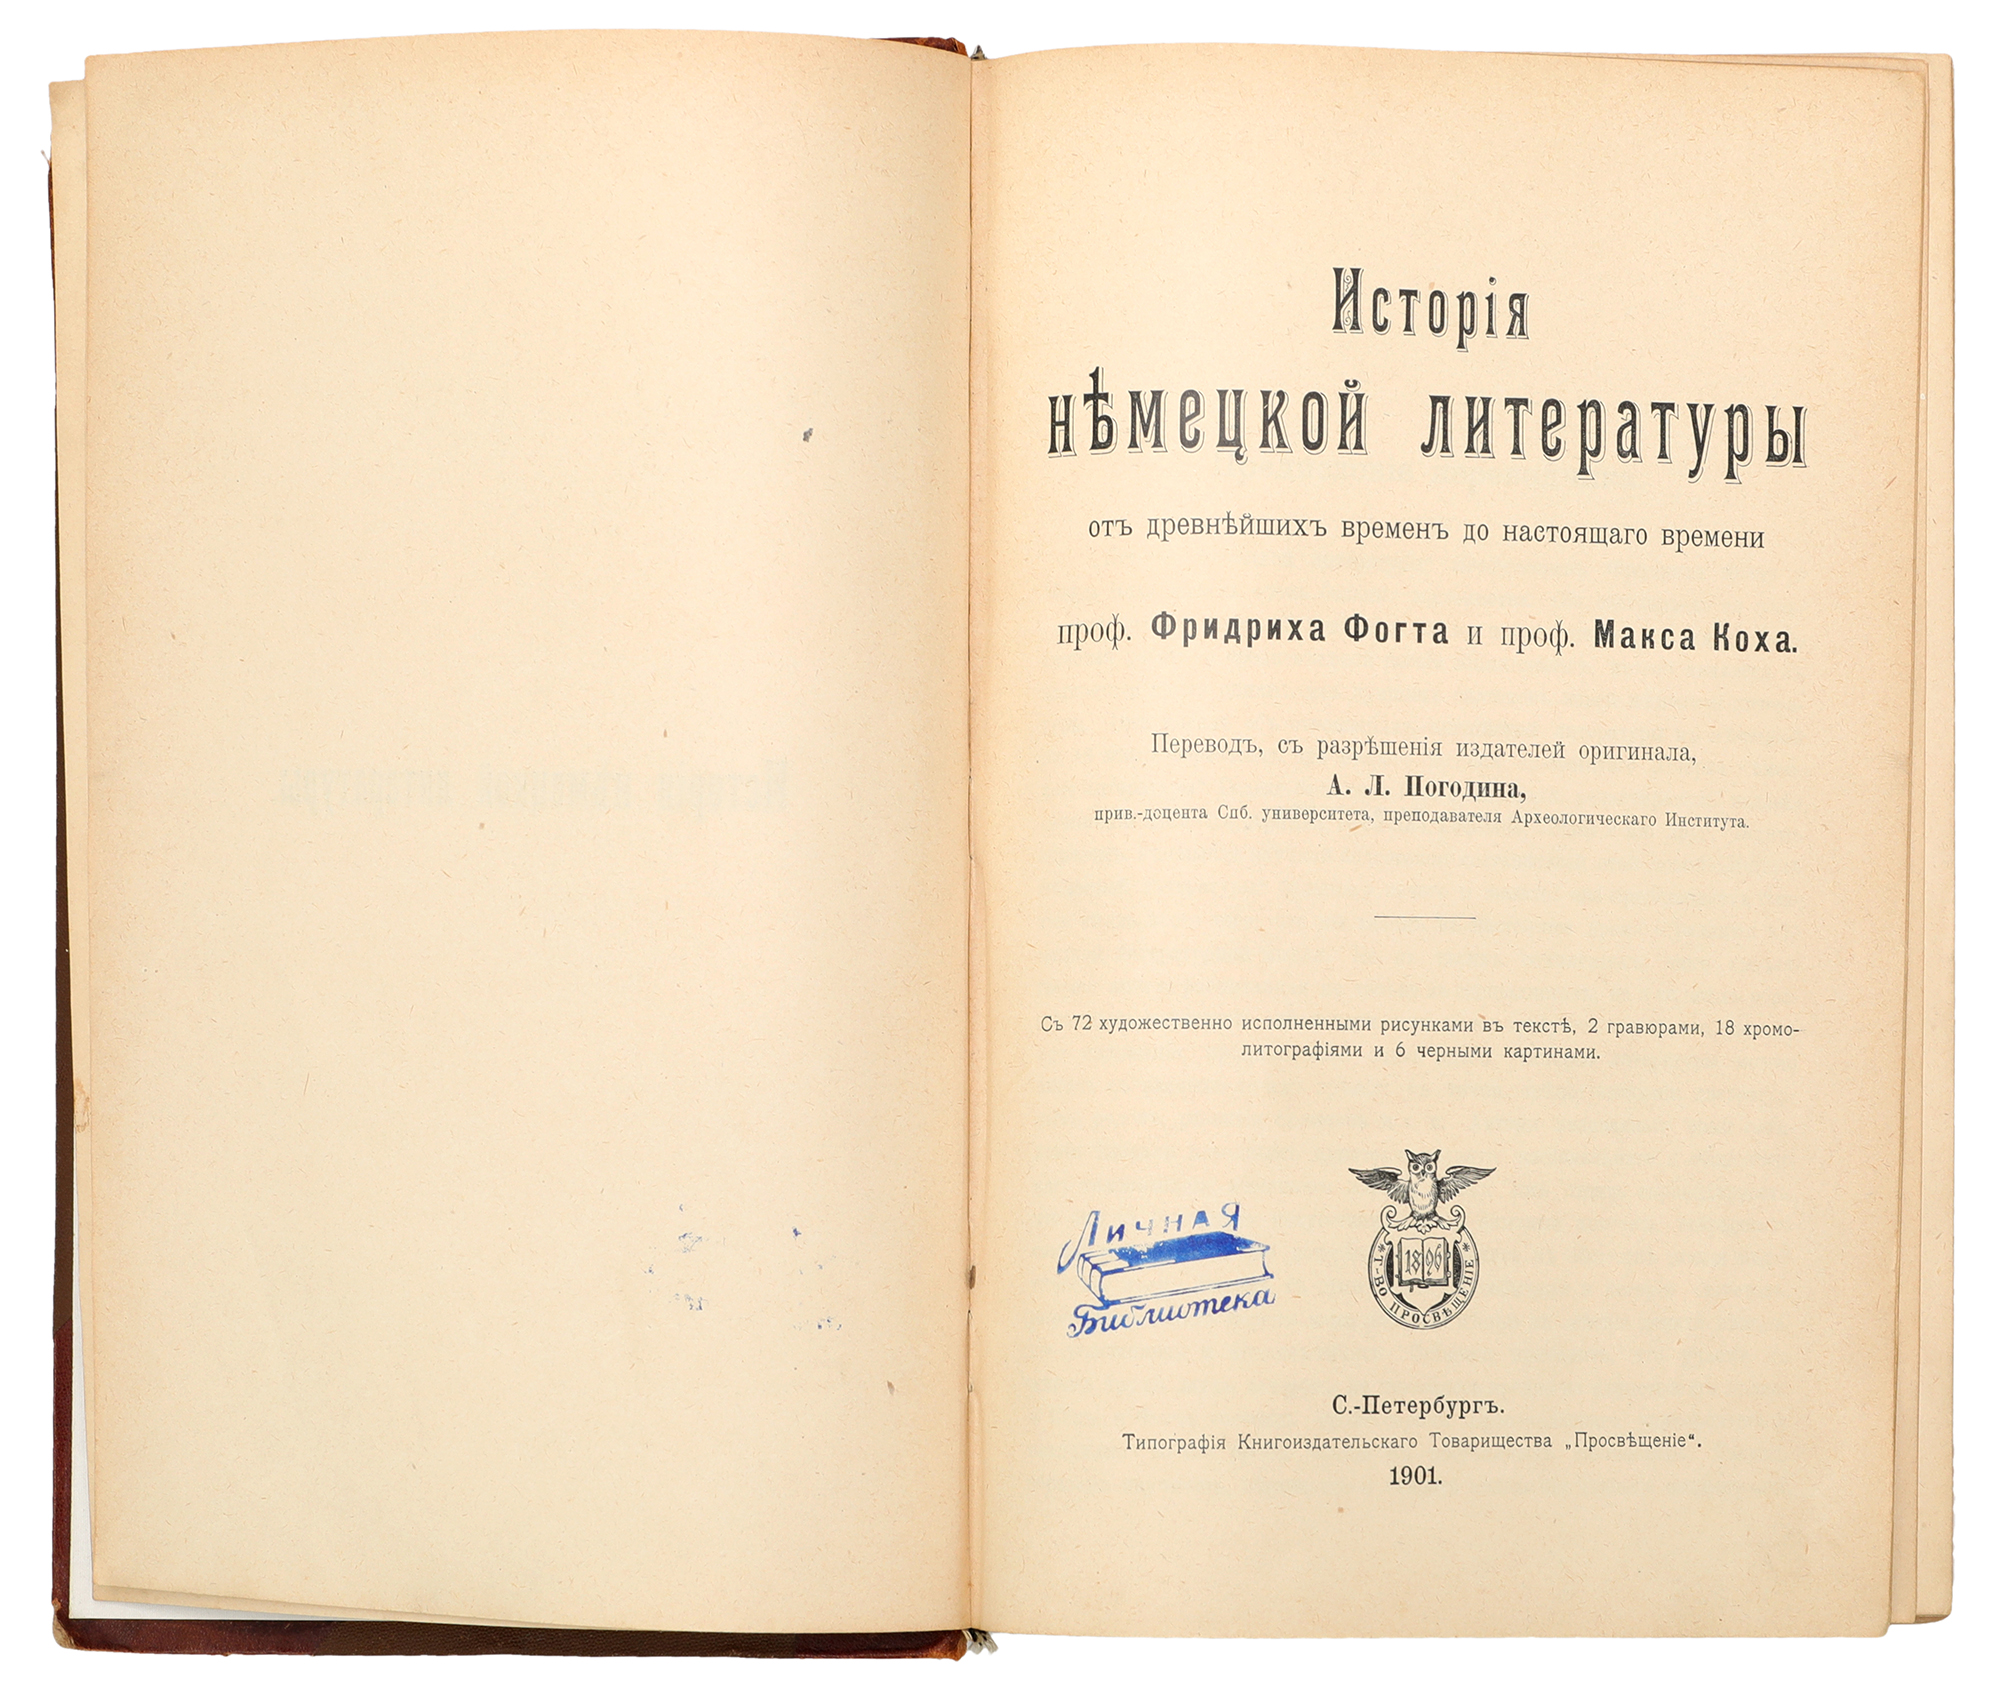 Исторія
нѣмецкой литературы
отъ древнѣйшихъ временъ до настоящаго времени
проф. Фридриха Фогта и проф. Макса Коха.
Переводъ, съ разрѣшенія издателей оригинала,
А. Л. Погодина,
прив.-доцента Спб. университета, преподавателя Археологическаго Института.
Съ 72 художественно исполненными рисунками въ текстѣ, 2 гравюрами, 18 хромо-
литографіями и 6 черными картинами.
Личная
Библиотека
1896
* Т-ВО ПРОСВѢЩЕНІЕ *
С.-Петербургъ.
Типографія Книгоиздательскаго Товарищества „Просвѣщеніе“.
1901.